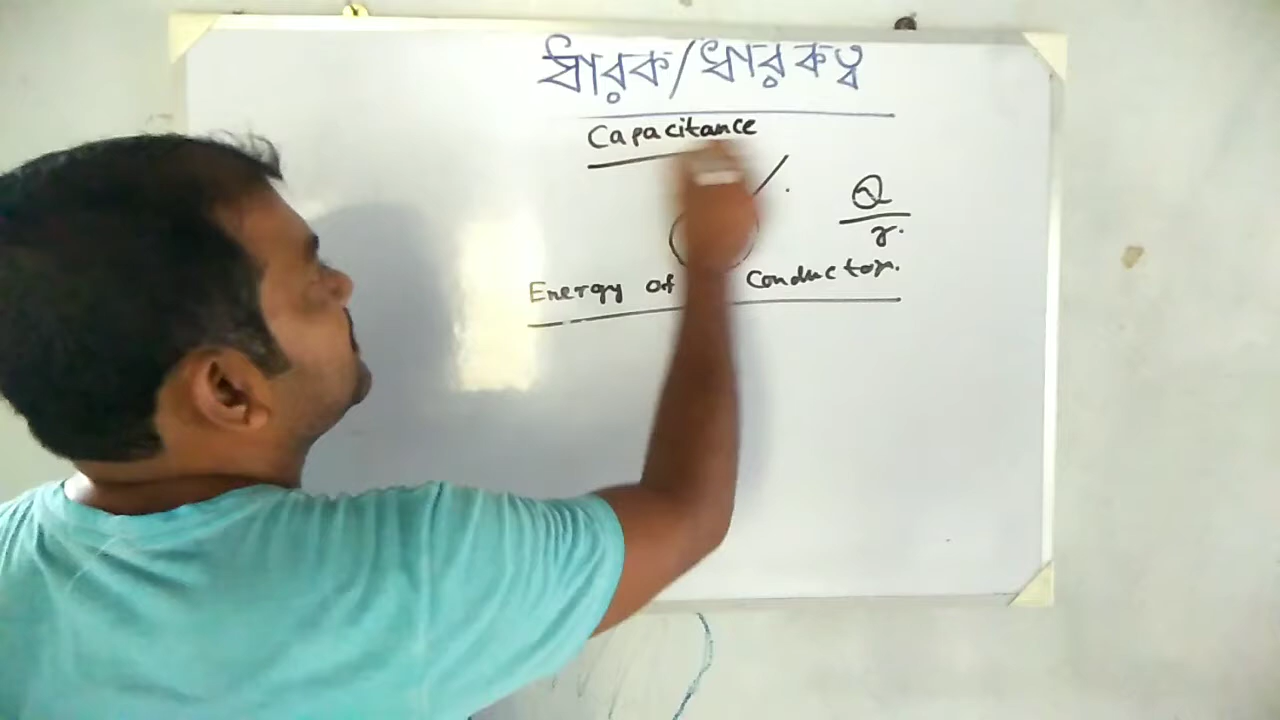 ধারক/ধারকত্ব
Capacitance
Q
r.
Energy of Conductor.